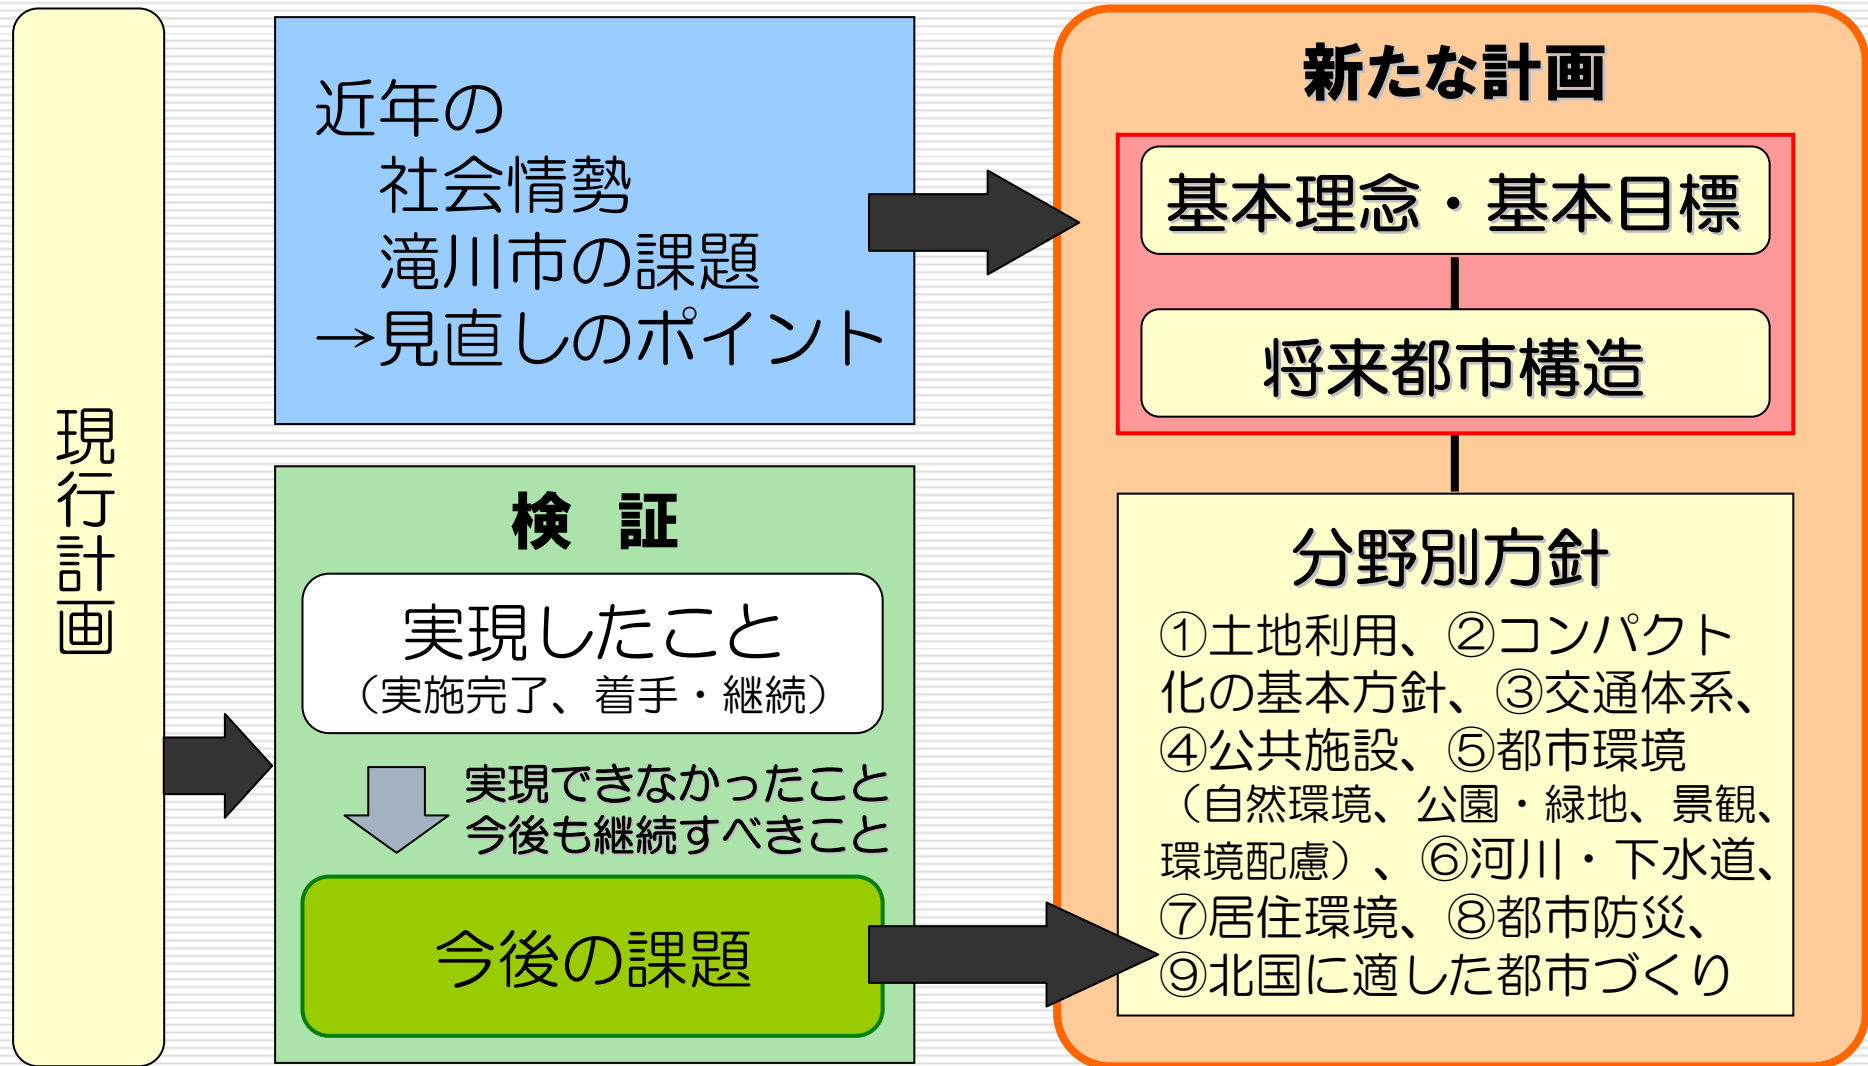 現行計画
近年の
社会情勢
滝川市の課題
→見直しのポイント
検 証
実現したこと
（実施完了、着手・継続）
実現できなかったこと
今後も継続すべきこと
今後の課題
新たな計画
基本理念・基本目標
将来都市構造
分野別方針
①土地利用、②コンパクト
化の基本方針、③交通体系、
④公共施設、⑤都市環境
（自然環境、公園・緑地、景観、
環境配慮）、⑥河川・下水道、
⑦居住環境、⑧都市防災、
⑨北国に適した都市づくり